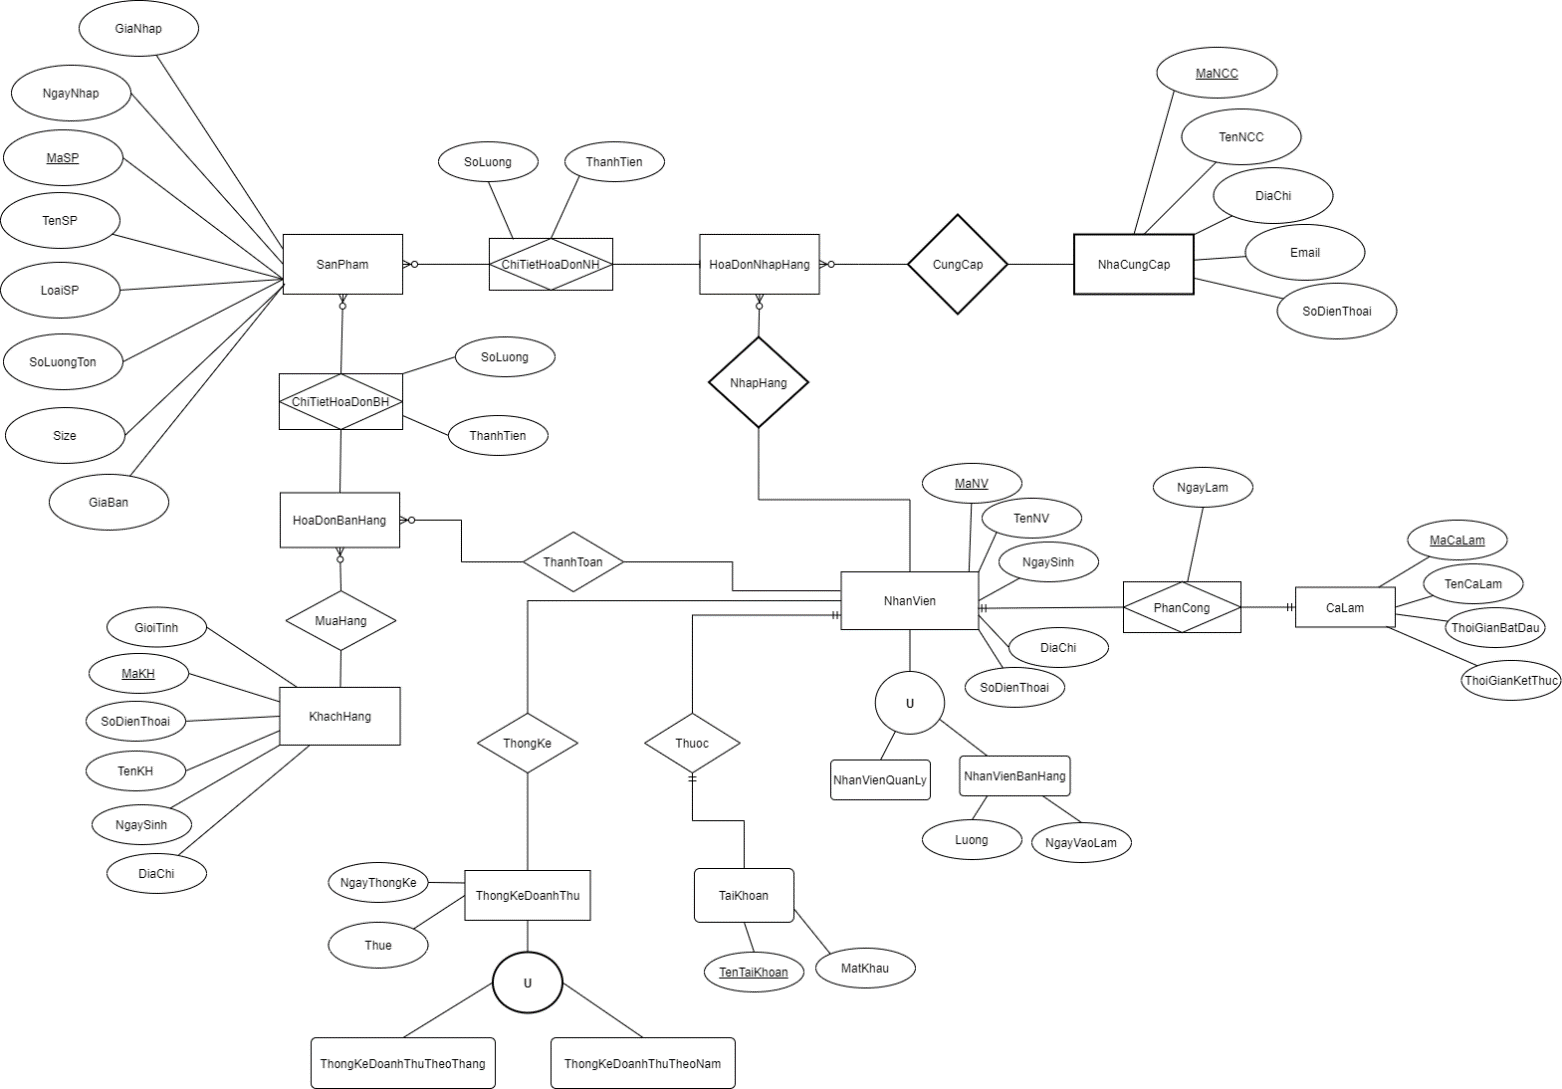 GiaNhap
NgayNhap
MaSP
TenSP
LoaiSP
SoLuongTon
Size
GiaBan
SanPham
SoLuong
ThanhTien
ChiTietHoaDonNH
HoaDonNhapHang
CungCap
NhaCungCap
MaNCC
TenNCC
DiaChi
Email
SoDienThoai
NhapHang
ChiTietHoaDonBH
SoLuong
ThanhTien
HoaDonBanHang
ThanhToan
MuaHang
GioiTinh
MaKH
SoDienThoai
TenKH
NgaySinh
DiaChi
KhachHang
MaNV
TenNV
NgaySinh
NhanVien
DiaChi
SoDienThoai
NgayLam
PhanCong
CaLam
MaCaLam
TenCaLam
ThoiGianBatDau
ThoiGianKetThuc
U
NhanVienQuanLy
NhanVienBanHang
Luong
NgayVaoLam
ThongKe
Thuoc
NgayThongKe
Thue
ThongKeDoanhThu
TaiKhoan
TenTaiKhoan
MatKhau
U
ThongKeDoanhThuTheoThang
ThongKeDoanhThuTheoNam